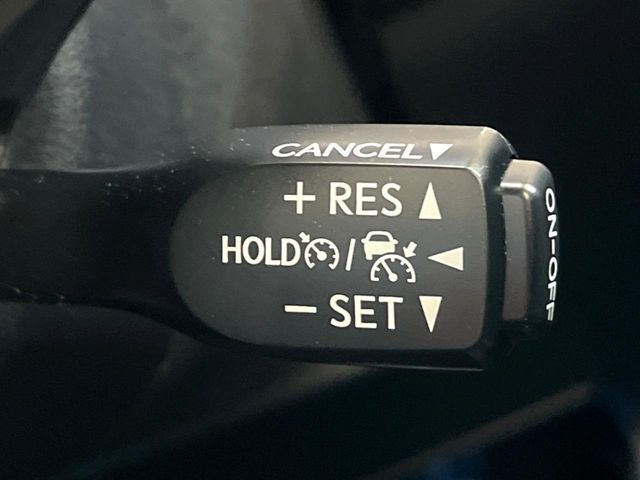 CANCEL▼
+ RES ▲
HOLD / ◀
− SET ▼
ON-OFF